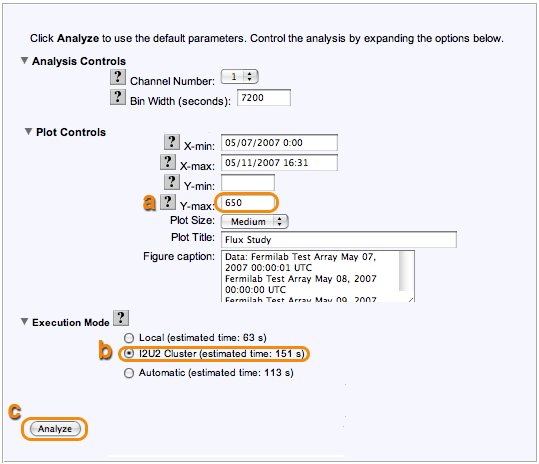 Click Analyze to use the default parameters. Control the analysis by expanding the options below.
Analysis Controls
? Channel Number: 1
? Bin Width (seconds): 7200
Plot Controls
? X-min: 05/07/2007 0:00
? X-max: 05/11/2007 16:31
? Y-min:
a ? Y-max: 650
Plot Size: Medium
Plot Title: Flux Study
Figure caption: Data: Fermilab Test Array May 07,
2007 00:00:01 UTC
Fermilab Test Array May 08, 2007
00:00:00 UTC
Fermilab Test Array May 09, 2007
Execution Mode ?
Local (estimated time: 63 s)
b I2U2 Cluster (estimated time: 151 s)
Automatic (estimated time: 113 s)
c
Analyze